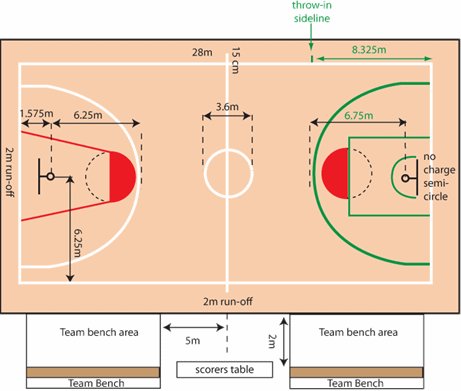 throw-in
sideline
28m
15 cm
8.325m
3.6m
1.575m
6.25m
6.75m
2m run-off
no
charge
semi-
circle
6.25m
2m run-off
Team bench area
5m
2m
Team bench area
scorers table
Team Bench
Team Bench